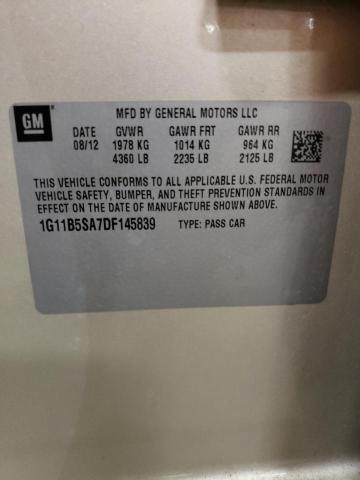 GM
MFD BY GENERAL MOTORS LLC
DATE GVWR GAWR FRT GAWR RR
08/12 1978 KG 1014 KG 964 KG
4360 LB 2235 LB 2125 LB
THIS VEHICLE CONFORMS TO ALL APPLICABLE U.S. FEDERAL MOTOR
VEHICLE SAFETY, BUMPER, AND THEFT PREVENTION STANDARDS IN
EFFECT ON THE DATE OF MANUFACTURE SHOWN ABOVE.
1G11B5SA7DF145839 TYPE: PASS CAR